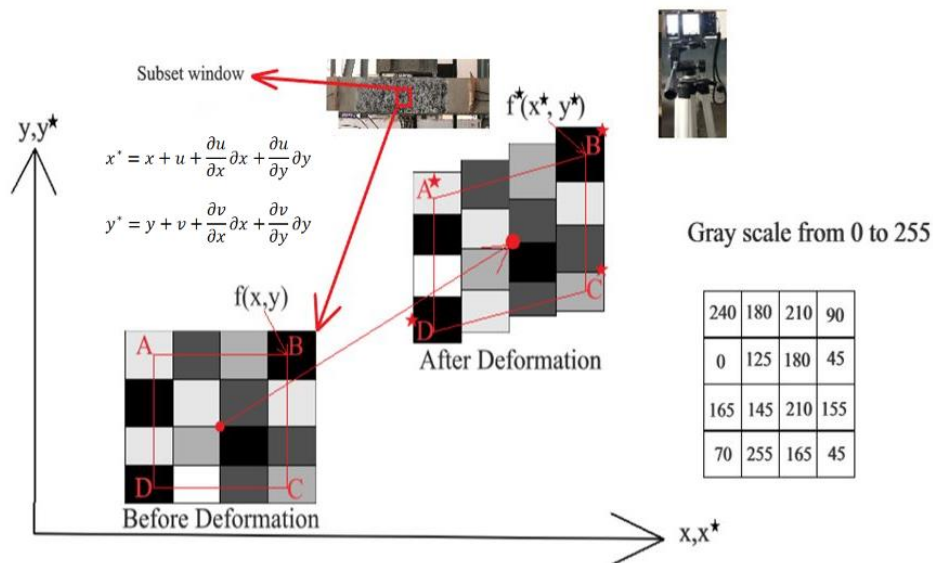 Subset window
y,y★
x* = x + u + ∂u/∂x ∂x + ∂u/∂y ∂y
y* = y + v + ∂v/∂x ∂x + ∂v/∂y ∂y
f★(x★, y★)
A★
B★
C★
★D
After Deformation
f(x,y)
A
B
D
C
Before Deformation
x,x★
Gray scale from 0 to 255
240 180 210 90
0 125 180 45
165 145 210 155
70 255 165 45